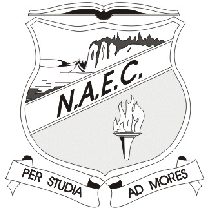 N.A.E.C.
PER STUDIA AD MORES